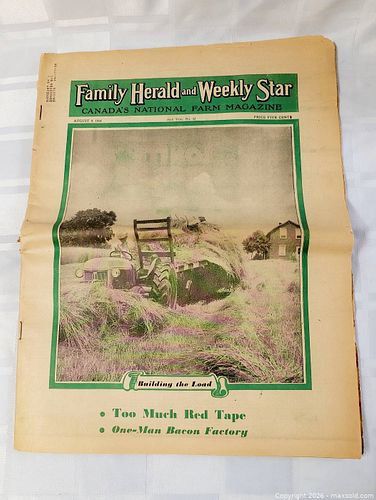 Family Herald and Weekly Star
CANADA'S NATIONAL FARM MAGAZINE
PRICE FIVE CENTS
Building the Load
• Too Much Red Tape
• One-Man Bacon Factory
Copyright 2026 - maxsold.com